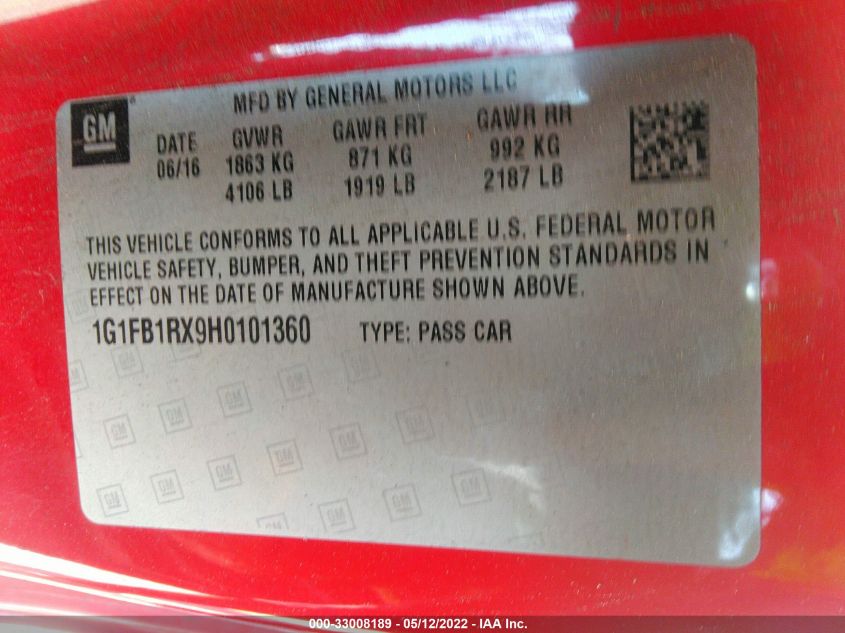 MFD BY GENERAL MOTORS LLC
GM
DATE GVWR GAWR FRT GAWR RR
06/16 1863 KG 871 KG 992 KG
4106 LB 1919 LB 2187 LB
THIS VEHICLE CONFORMS TO ALL APPLICABLE U.S. FEDERAL MOTOR
VEHICLE SAFETY, BUMPER, AND THEFT PREVENTION STANDARDS IN
EFFECT ON THE DATE OF MANUFACTURE SHOWN ABOVE.
1G1FB1RX9H0101360 TYPE: PASS CAR
000-33008189 - 05/12/2022 - IAA Inc.